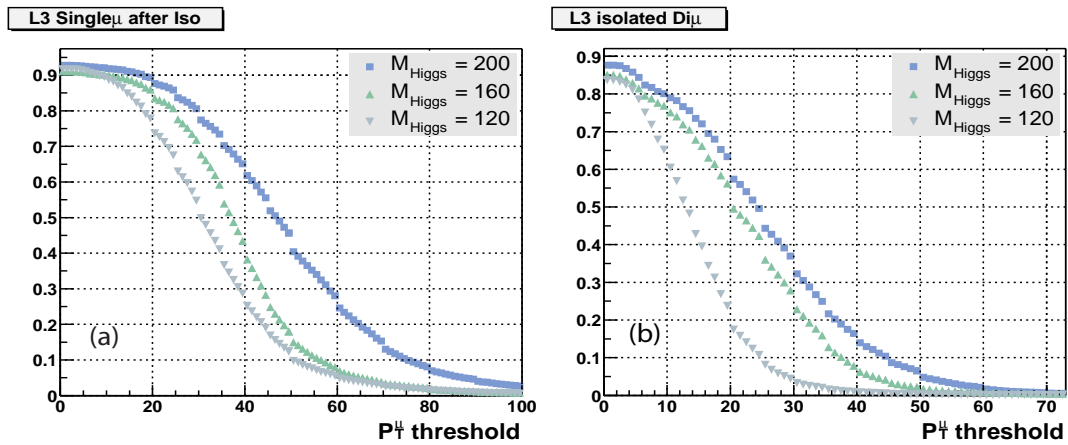 L3 Singleμ after Iso
0.9
0.8
0.7
0.6
0.5
0.4
0.3
0.2
0.1
0
0 20 40 60 80 100
M_Higgs = 200
M_Higgs = 160
M_Higgs = 120
(a)
P_T^μ threshold
L3 isolated Diμ
0.9
0.8
0.7
0.6
0.5
0.4
0.3
0.2
0.1
0
0 10 20 30 40 50 60 70
M_Higgs = 200
M_Higgs = 160
M_Higgs = 120
(b)
P_T^μ threshold